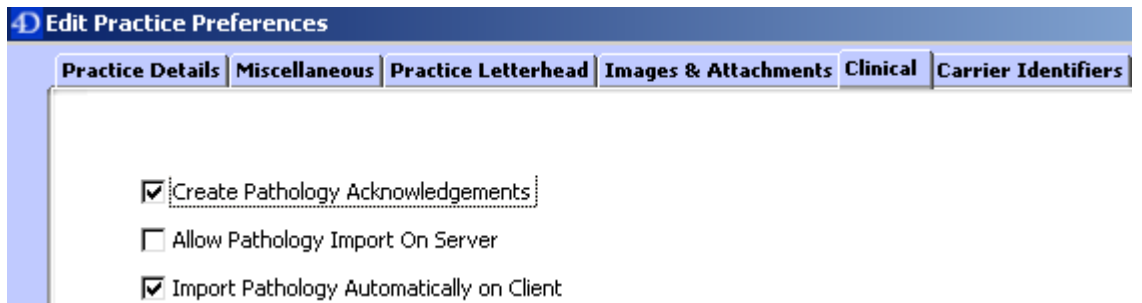 4D Edit Practice Preferences
Practice Details Miscellaneous Practice Letterhead Images & Attachments Clinical Carrier Identifiers
Create Pathology Acknowledgements
Allow Pathology Import On Server
Import Pathology Automatically on Client